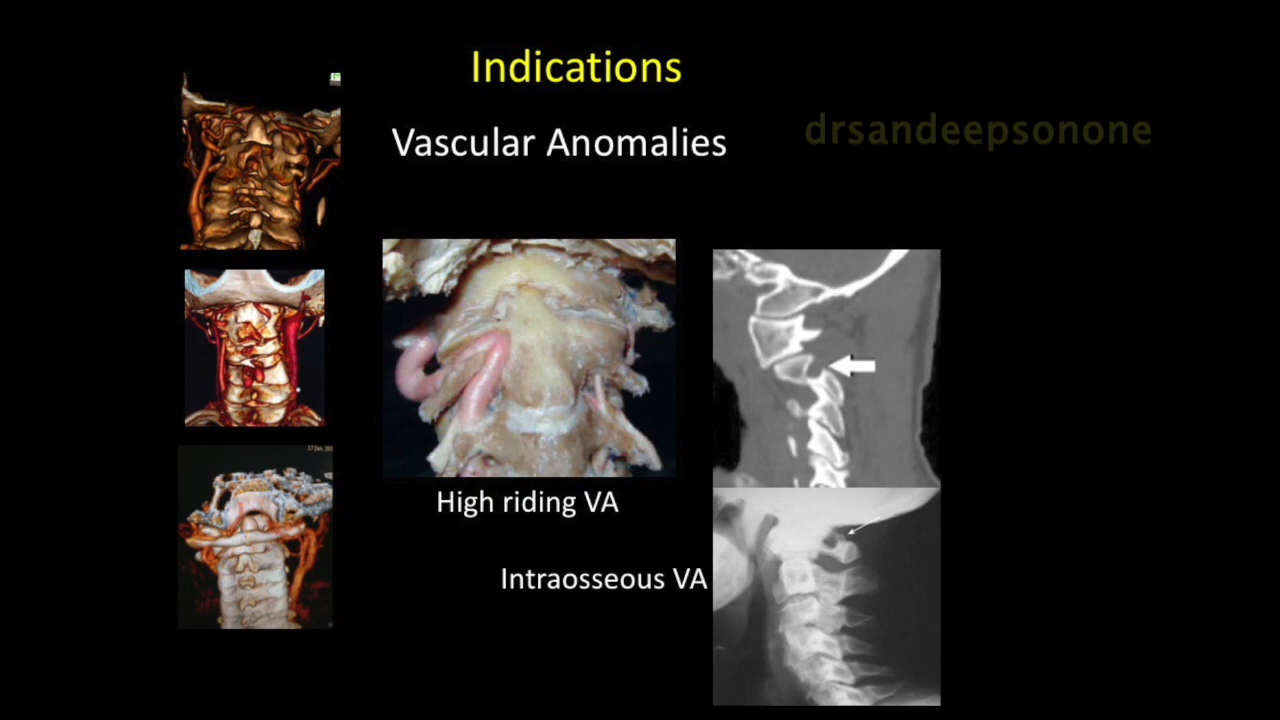 Indications
Vascular Anomalies
drsandeepsonone
High riding VA
Intraosseous VA